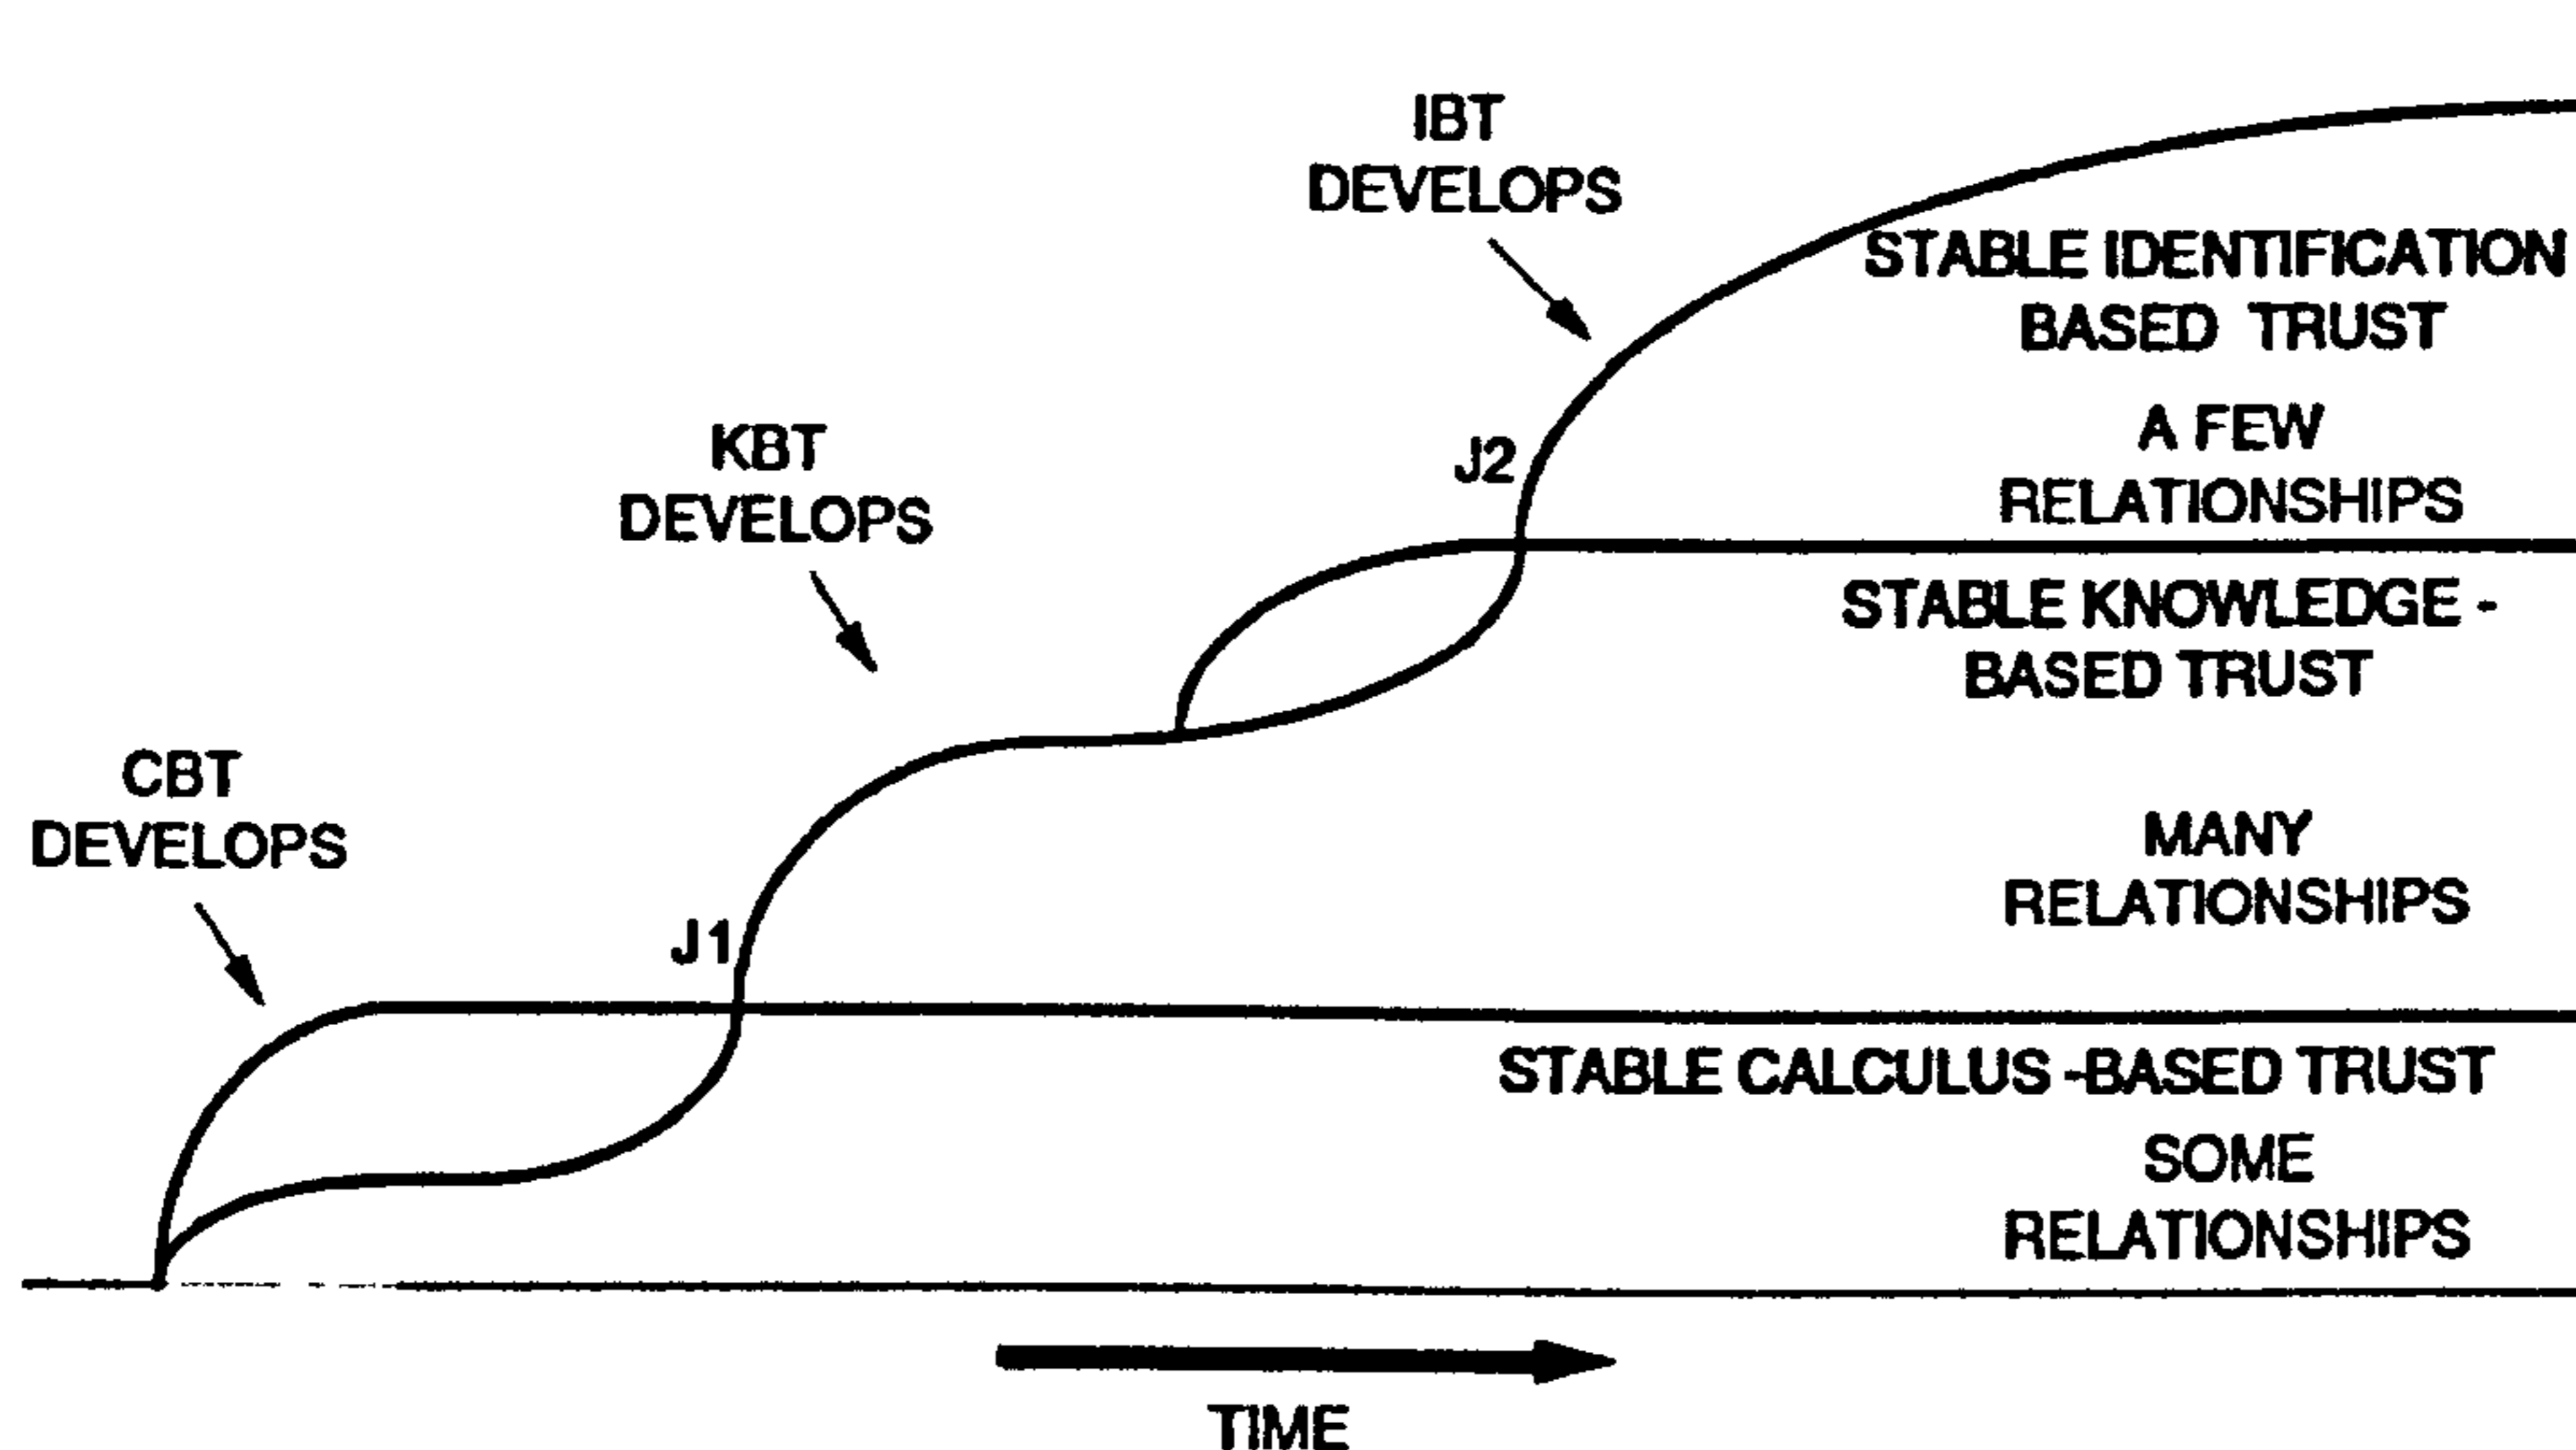 IBT
DEVELOPS
STABLE IDENTIFICATION
BASED TRUST
A FEW
RELATIONSHIPS
J2
KBT
DEVELOPS
STABLE KNOWLEDGE -
BASED TRUST
MANY
RELATIONSHIPS
CBT
DEVELOPS
J1
STABLE CALCULUS -BASED TRUST
SOME
RELATIONSHIPS
TIME